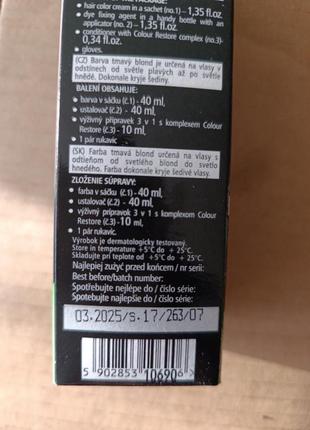 • hair color cream in a sachet (no.1) – 1,35 fl.oz.
• dye fixing agent in a handy bottle with an
applicator (no. 2) – 1,35 fl.oz.
• conditioner with Colour Restore complex (no.3)-
0,34 fl.oz.
• gloves.
(CZ) Barva tmavý blond je určená na vlasy v
odstínech od světle plavých až po světle
hnědé. Dokonale kryje šediny.
BALENÍ OBSAHUJE:
• barva v sáčku (č.1) - 40 ml,
• ustalovač (č.2) - 40 ml,
• výživný přípravek 3 v 1 s komplexem Colour
Restore (č.3) - 10 ml,
• 1 pár rukavic
(SK) Farba tmavá blond určená na vlasy s
odtieňom od svetlého blond do svetlo
hnedého. Farba dokonale kryje šedivé vlasy.
ZLOŽENIE SÚPRAVY:
• farba v sáčku (č.1) - 40 ml,
• ustalovač (č.2) - 40 ml,
• výživný prípravok 3 v 1 s komplexom Colour
Restore (č.3) -10 ml,
• 1 pár rukavic.
Výrobok je dermatologicky testovaný.
Store in temperature +5°C do + 25°C.
Skladujte pri teplote od +5°C do + 25°C.
Najlepiej zużyć przed końcem / nr serii:
Best before/batch number:
Spotřebujte nejlépe do / číslo série:
Spotrebujte najlepšie do / číslo série:
03.2025/S.17/263/07
5 902853 106906